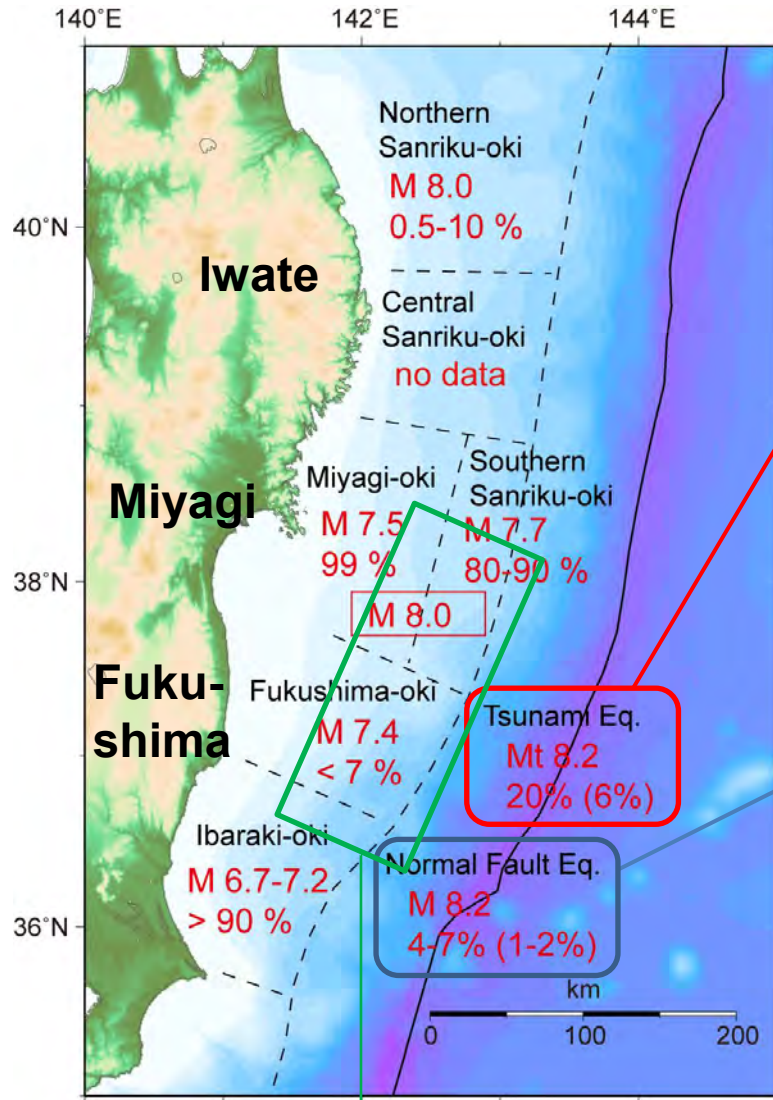 140˚E
142˚E
144˚E
40˚N
38˚N
36˚N
Northern
Sanriku-oki
M 8.0
0.5-10 %
Iwate
Central
Sanriku-oki
no data
Miyagi
Miyagi-oki
M 7.5
99 %
Southern
Sanriku-oki
M 7.7
80-90 %
M 8.0
Fuku-
shima
Fukushima-oki
M 7.4
< 7 %
Tsunami Eq.
Mt 8.2
20% (6%)
Ibaraki-oki
M 6.7-7.2
> 90 %
Normal Fault Eq.
M 8.2
4-7% (1-2%)
km
0 100 200